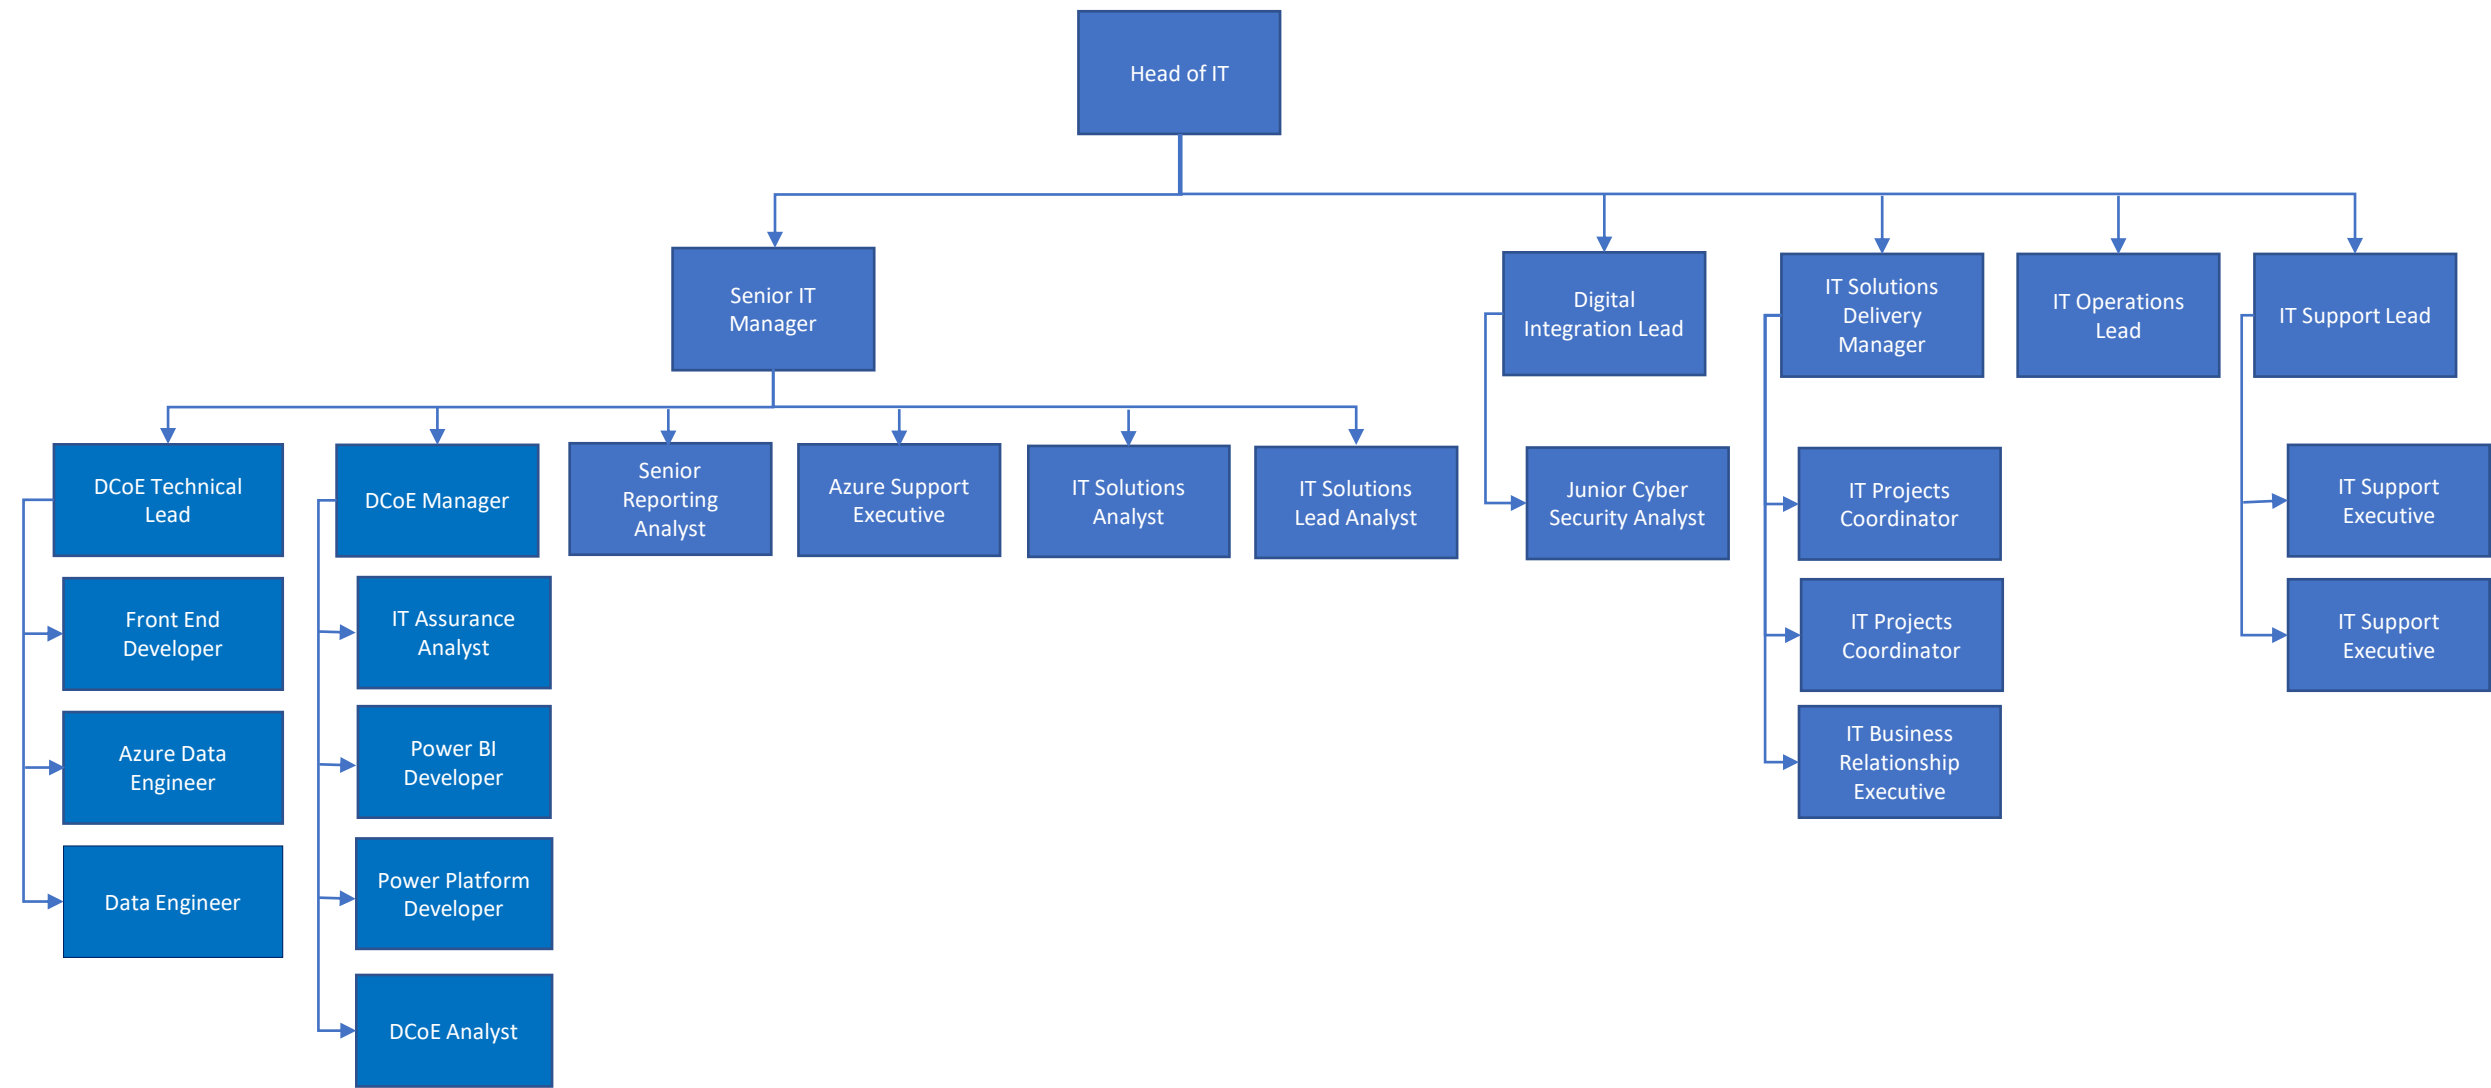 Head of IT
Senior IT
Manager
Digital
Integration Lead
IT Solutions
Delivery
Manager
IT Operations
Lead
IT Support Lead
DCoE Technical
Lead
DCoE Manager
Senior
Reporting
Analyst
Azure Support
Executive
IT Solutions
Analyst
IT Solutions
Lead Analyst
Junior Cyber
Security Analyst
IT Projects
Coordinator
IT Support
Executive
Front End
Developer
IT Assurance
Analyst
IT Projects
Coordinator
IT Support
Executive
Azure Data
Engineer
Power BI
Developer
IT Business
Relationship
Executive
Data Engineer
Power Platform
Developer
DCoE Analyst